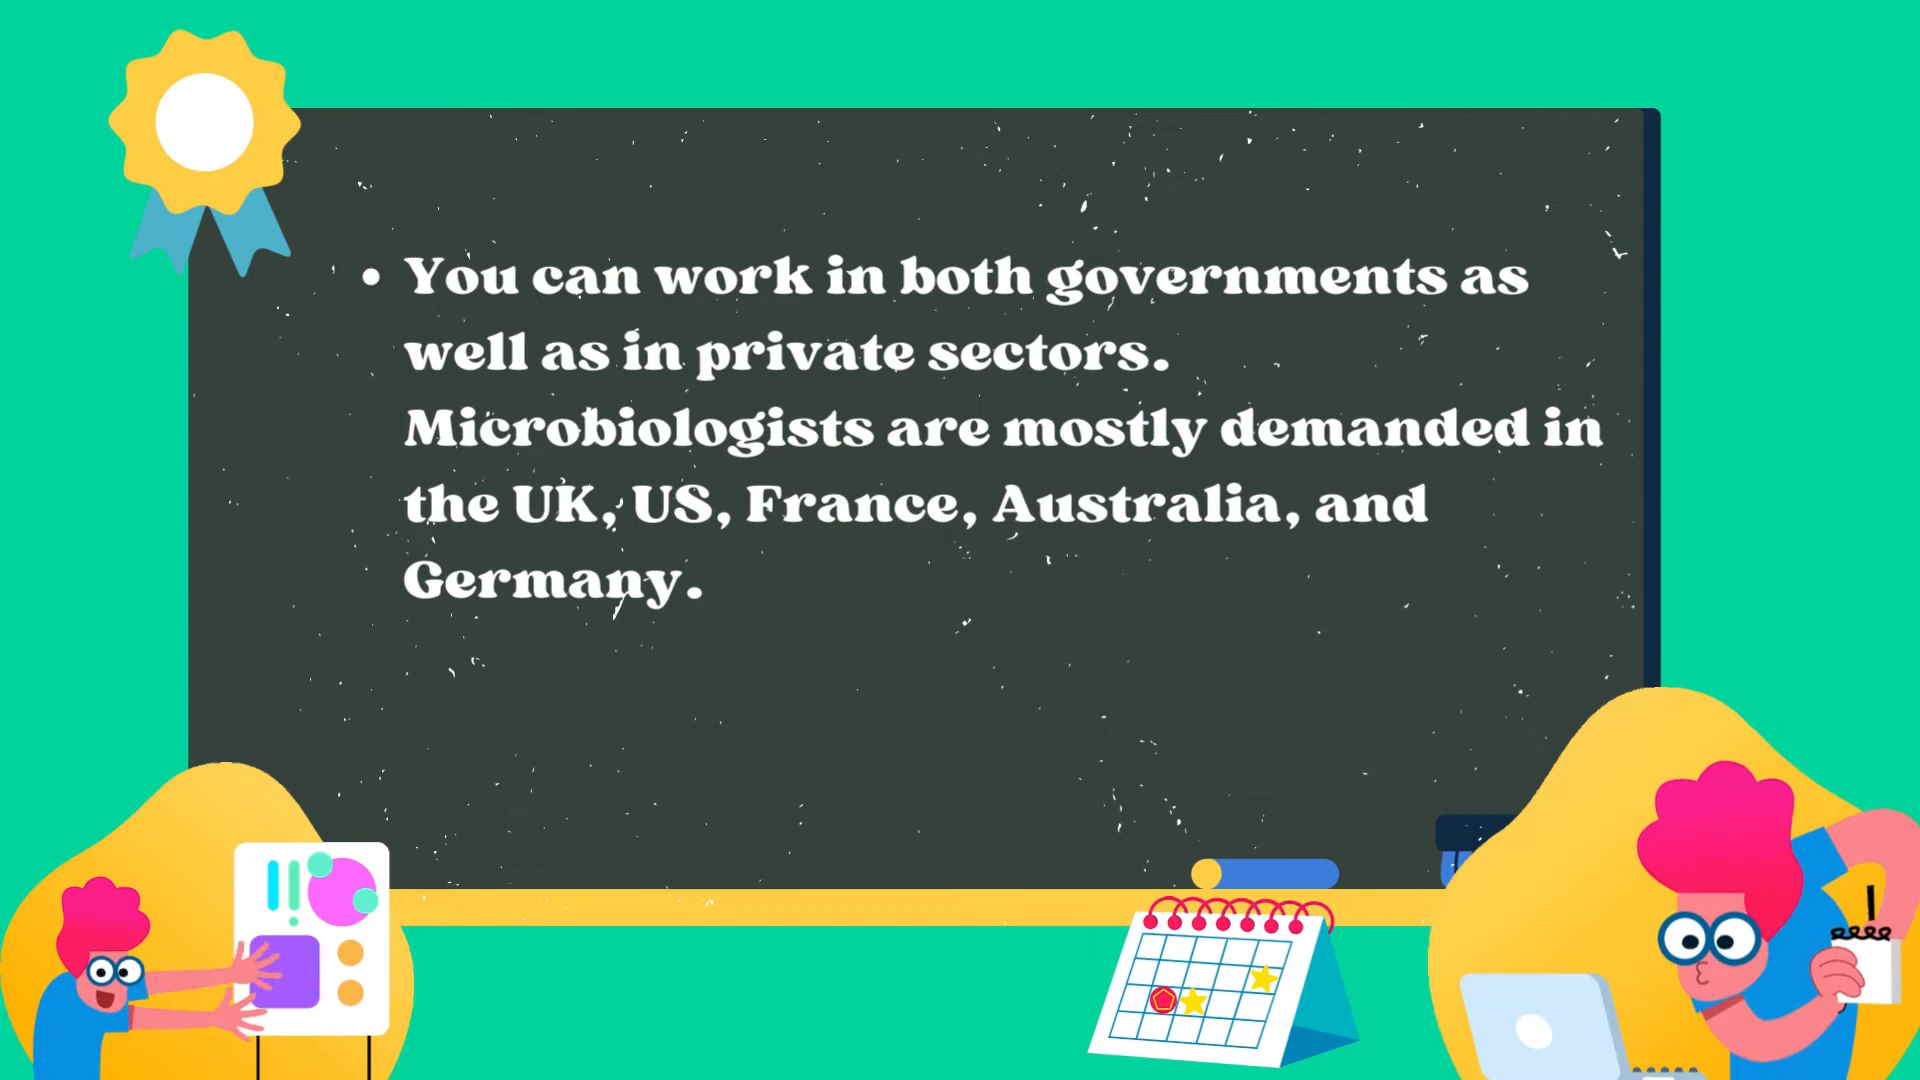 • You can work in both governments as
well as in private sectors.
Microbiologists are mostly demanded in
the UK, US, France, Australia, and
Germany.